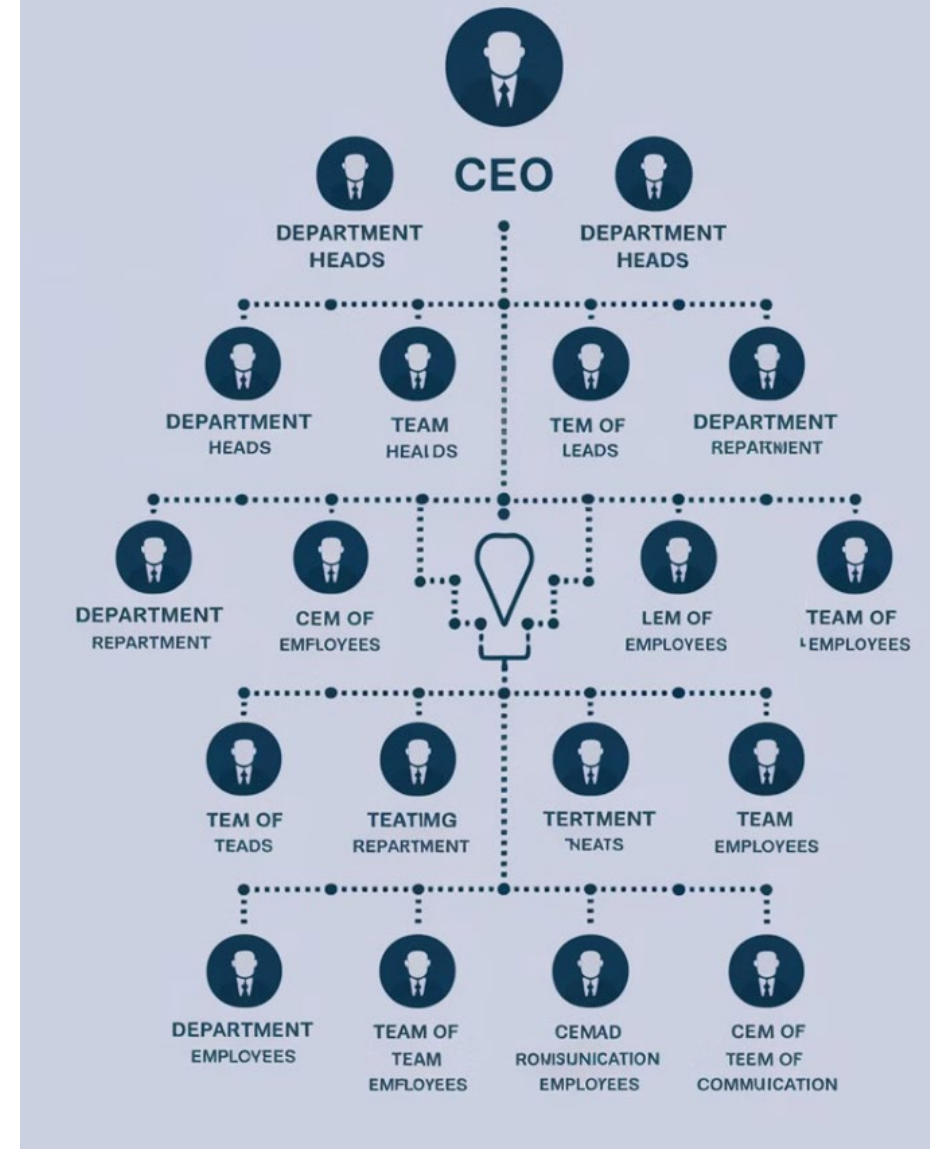 CEO
DEPARTMENT
HEADS
DEPARTMENT
HEADS
DEPARTMENT
HEADS
TEAM
HEALDS
TEM OF
LEADS
DEPARTMENT
REPARTMENT
DEPARTMENT
REPARTMENT
CEM OF
EMFLOYEES
LEM OF
EMPLOYEES
TEAM OF
EMPLOYEES
TEM OF
TEADS
TEATIMG
REPARTMENT
TERTMENT
TEAM
EMPLOYEES
DEPARTMENT
EMPLOYEES
TEAM OF
TEAM
EMFLOYEES
CEMAD
EMPLOYEES
CEM OF
TEEM OF